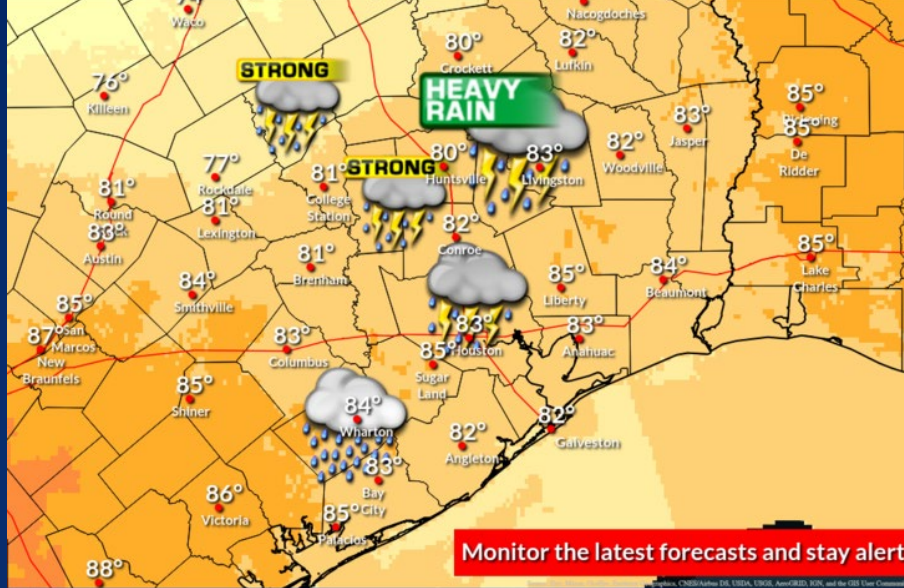 Waco
Nacogdoches
80°
Crockett
82°
Lufkin
STRONG
76°
Killeen
HEAVY
RAIN
85°
83°
Jasper
85°
De
Ridder
82°
Woodville
80°
Huntsville
83°
Livingston
STRONG
77°
Rockdale
81°
College
Station
81°
Round
81°
Lexington
83°
Austin
82°
Conroe
81°
Brenham
85°
Lake
Charles
84°
Beaumont
85°
Liberty
84°
Smithville
85°
San
Marcos
87°
New
Braunfels
83°
Columbus
83°
Houston
83°
Anahuac
85°
Sugar
Land
85°
Shiner
84°
Wharton
82°
Galveston
82°
Angleton
83°
Bay
City
86°
Victoria
85°
Palacios
88°
Monitor the latest forecasts and stay alert